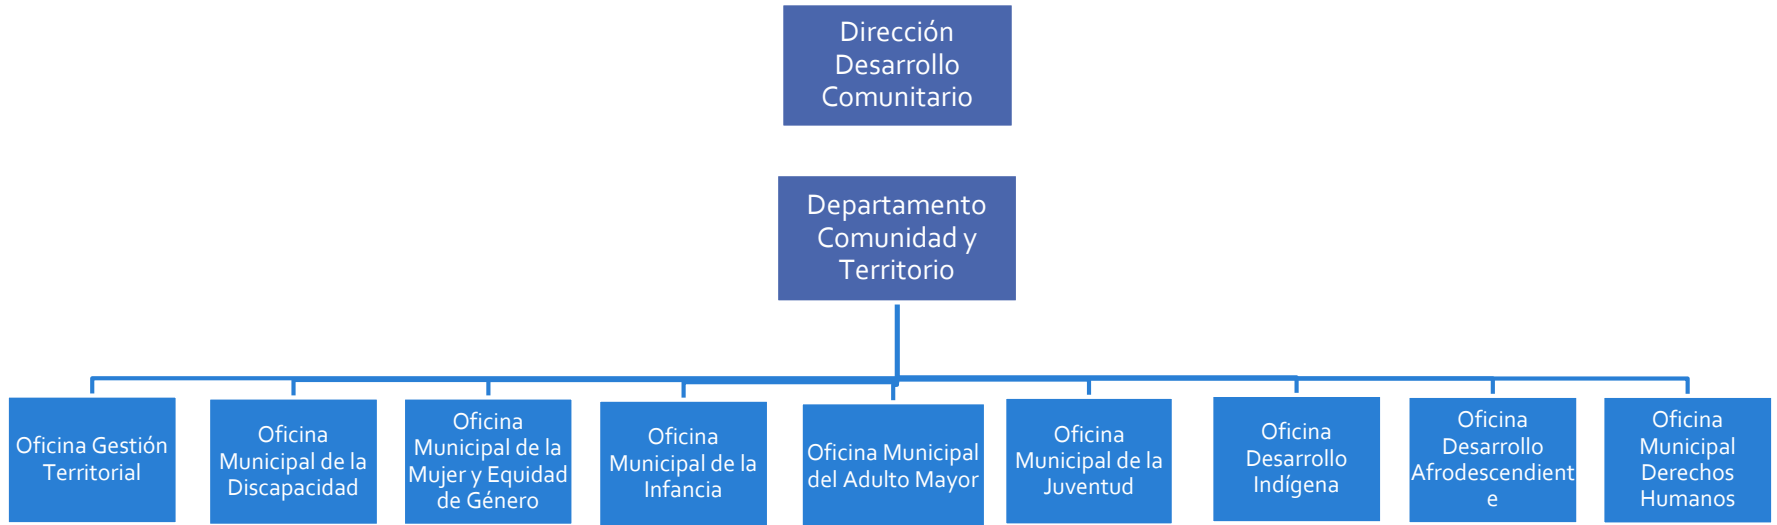 Dirección
Desarrollo
Comunitario
Departamento
Comunidad y
Territorio
Oficina Gestión
Territorial
Oficina
Municipal de la
Discapacidad
Oficina
Municipal de la
Mujer y Equidad
de Género
Oficina
Municipal de la
Infancia
Oficina Municipal
del Adulto Mayor
Oficina
Municipal de la
Juventud
Oficina
Desarrollo
Indígena
Oficina
Desarrollo
Afrodescendient
e
Oficina
Municipal
Derechos
Humanos